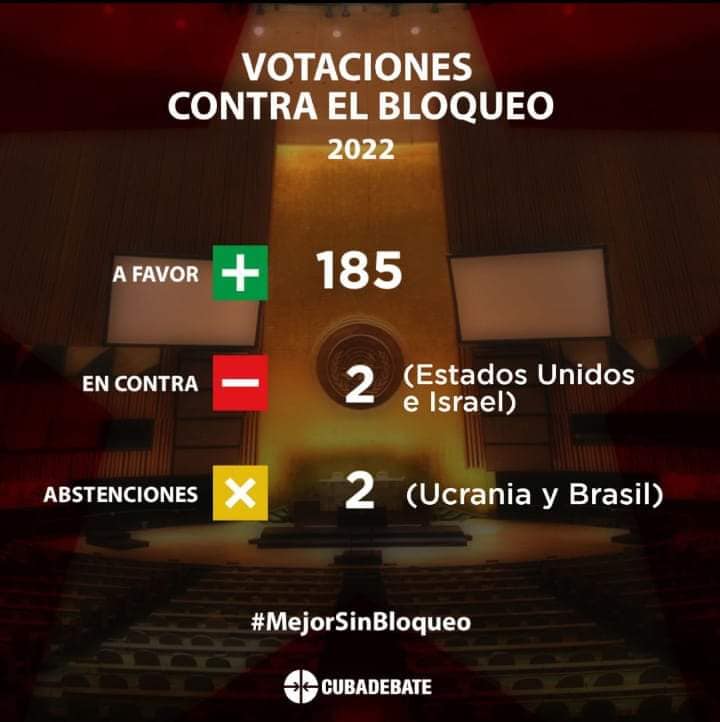 VOTACIONES
CONTRA EL BLOQUEO
2022
A FAVOR + 185
EN CONTRA − 2 (Estados Unidos
e Israel)
ABSTENCIONES × 2 (Ucrania y Brasil)
#MejorSinBloqueo
CUBADEBATE